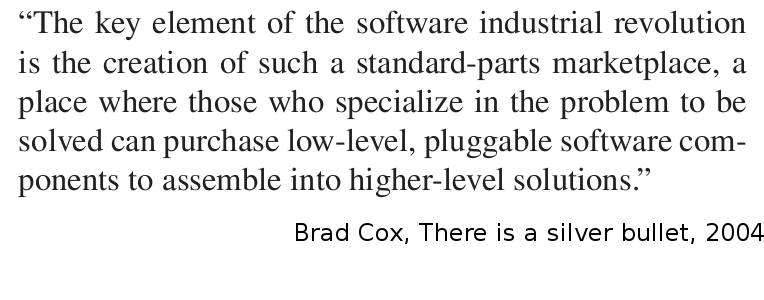 “The key element of the software industrial revolution
is the creation of such a standard-parts marketplace, a
place where those who specialize in the problem to be
solved can purchase low-level, pluggable software com-
ponents to assemble into higher-level solutions.”
Brad Cox, There is a silver bullet, 2004